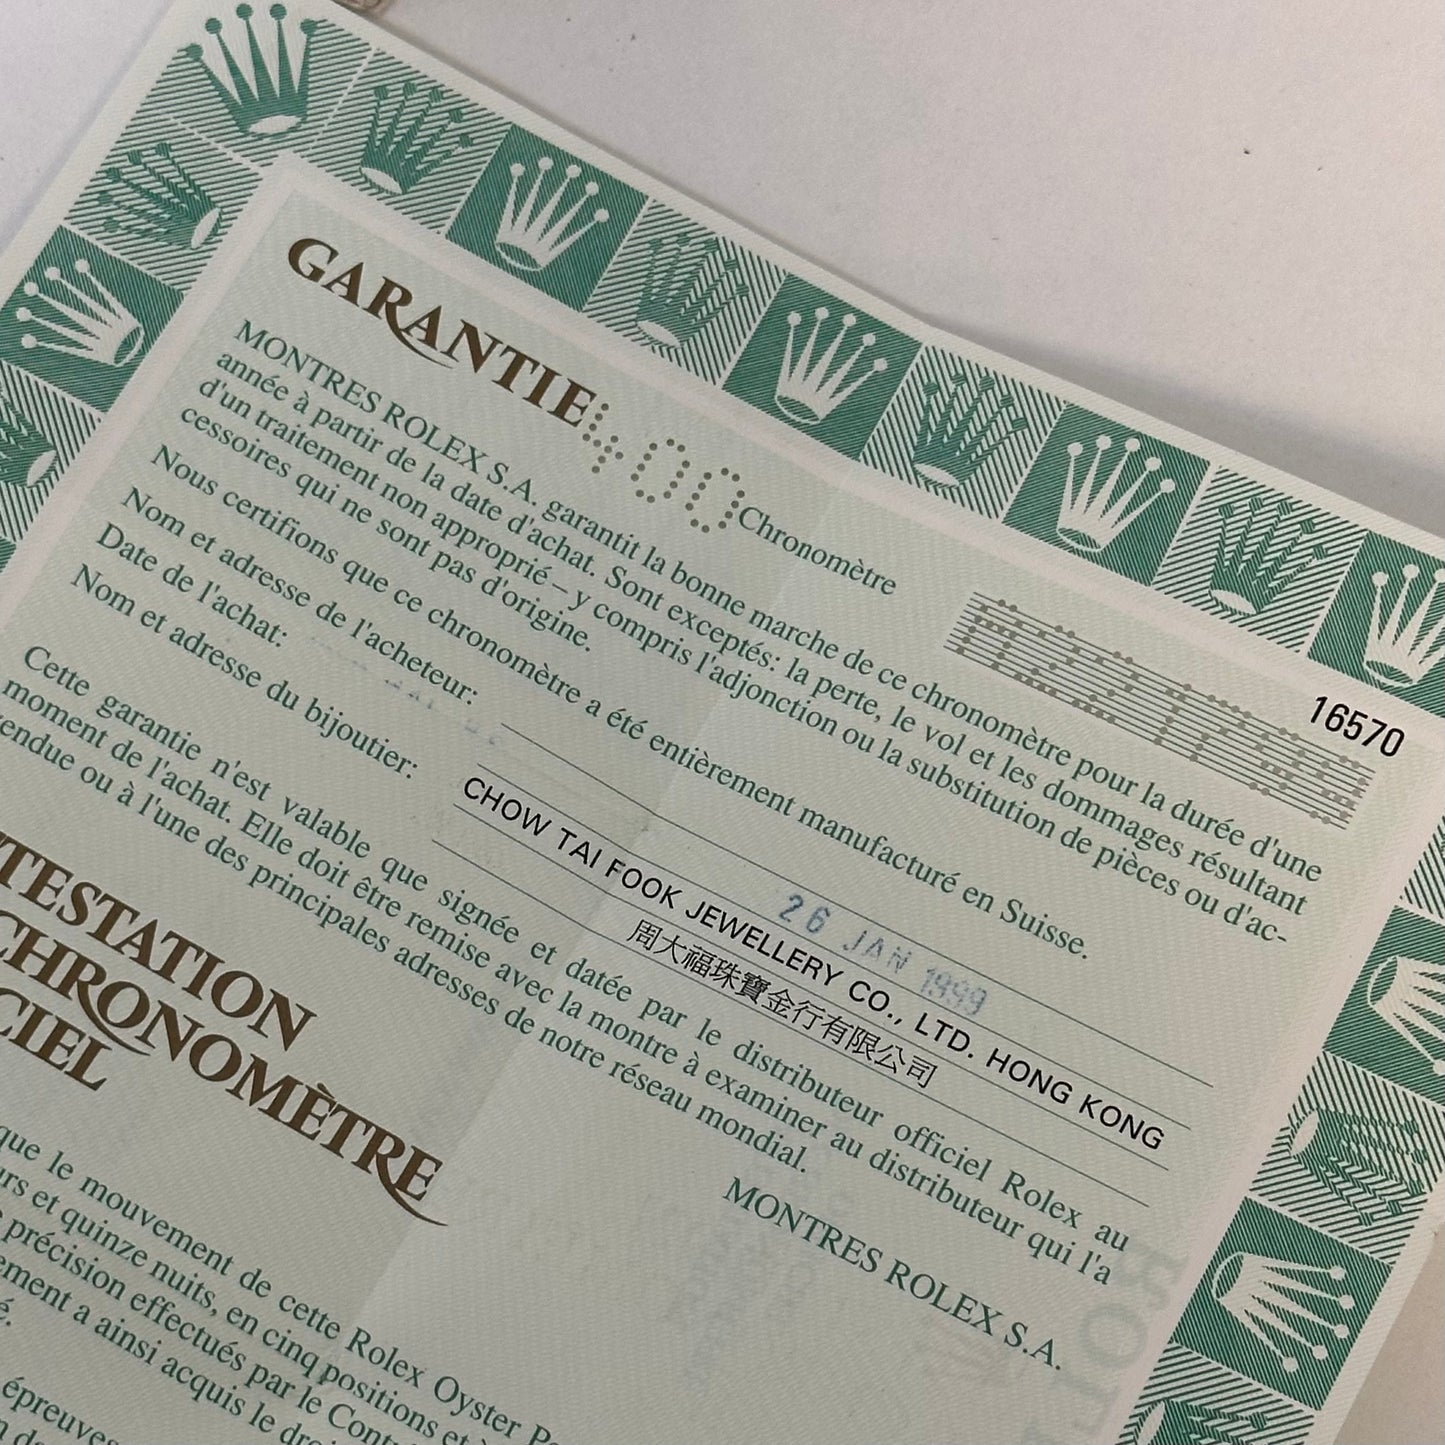 GARANTIE
400
Chronomètre
16570
MONTRES ROLEX S.A. garantit la bonne marche de ce chronomètre pour la durée d'une
année à partir de la date d'achat. Sont exceptés: la perte, le vol et les dommages résultant
d'un traitement non approprié – y compris l'adjonction ou la substitution de pièces ou d'ac-
cessoires qui ne sont pas d'origine.
Nous certifions que ce chronomètre a été entièrement manufacturé en Suisse.
Nom et adresse de l'acheteur:
Date de l'achat: 26 JAN 1999
Nom et adresse du bijoutier: CHOW TAI FOOK JEWELLERY CO., LTD. HONG KONG
周大福珠寶金行有限公司
Cette garantie n'est valable que signée et datée par le distributeur officiel Rolex au
moment de l'achat. Elle doit être remise avec la montre à examiner au distributeur qui l'a
endue ou à l'une des principales adresses de notre réseau mondial.
MONTRES ROLEX S.A.
TESTATION
CHRONOMÈTRE
CIEL
que le mouvement de cette Rolex Oyster
urs et quinze nuits, en cinq positions et
précision effectués par le
ement a ainsi acquis le
épreuves